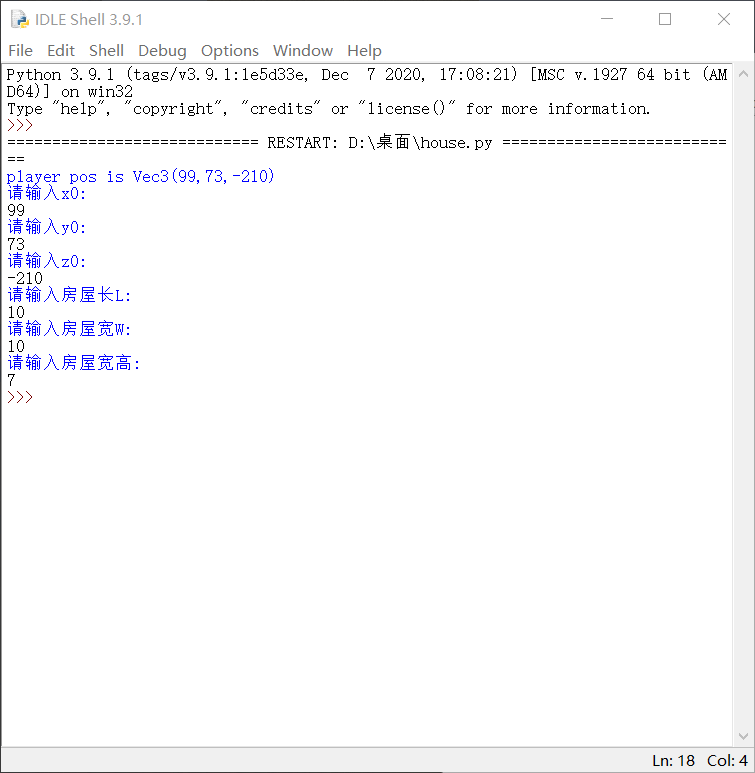 IDLE Shell 3.9.1
File Edit Shell Debug Options Window Help
Python 3.9.1 (tags/v3.9.1:1e5d33e, Dec  7 2020, 17:08:21) [MSC v.1927 64 bit (AM
D64)] on win32
Type "help", "copyright", "credits" or "license()" for more information.
>>>
============================ RESTART: D:\桌面\house.py =========================
==
player pos is Vec3(99,73,-210)
请输入x0:
99
请输入y0:
73
请输入z0:
-210
请输入房屋长L:
10
请输入房屋宽W:
10
请输入房屋宽高:
7
>>>
Ln: 18 Col: 4